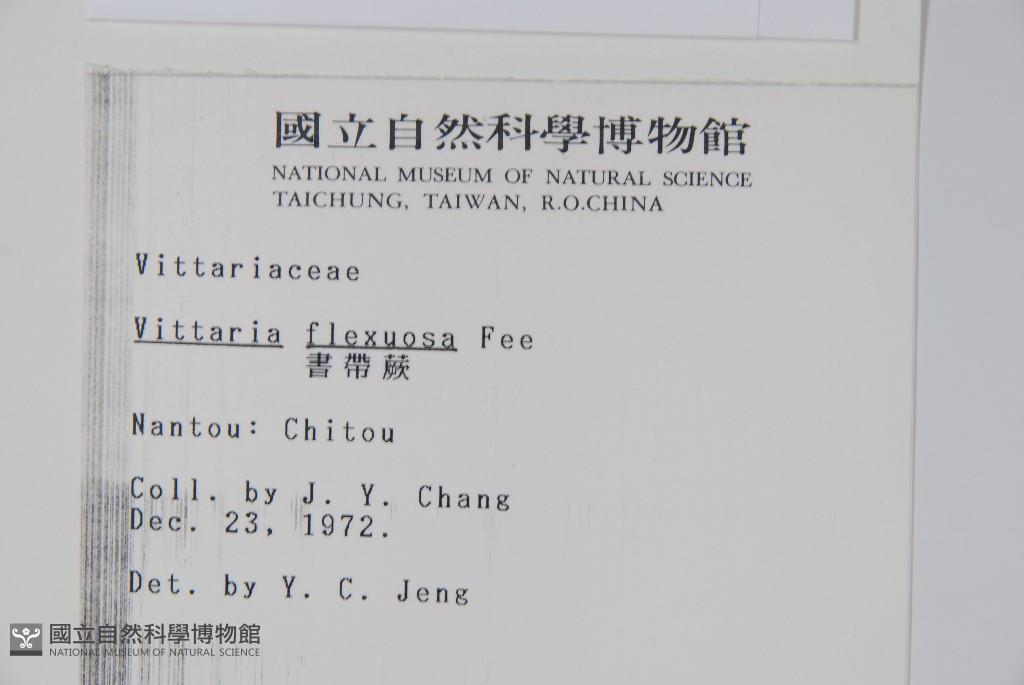 國立自然科學博物館
NATIONAL MUSEUM OF NATURAL SCIENCE
TAICHUNG, TAIWAN, R.O.CHINA
Vittariaceae
Vittaria flexuosa Fee
書帶蕨
Nantou: Chitou
Coll. by J. Y. Chang
Dec. 23, 1972.
Det. by Y. C. Jeng
國立自然科學博物館
NATIONAL MUSEUM OF NATURAL SCIENCE